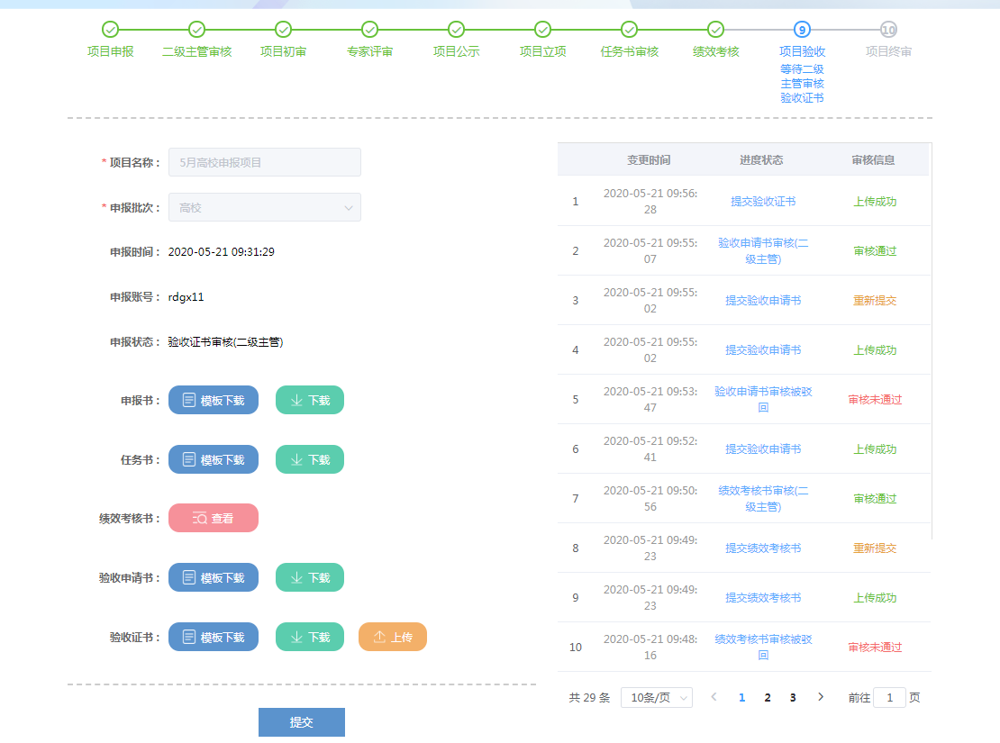 9
10
项目申报
二级主管审核
项目初审
专家评审
项目公示
项目立项
任务书审核
绩效考核
项目验收
项目终审
等待二级
主管审核
验收证书
* 项目名称：
5月高校申报项目
* 申报批次：
高校
申报时间： 2020-05-21 09:31:29
申报账号： rdgx11
申报状态： 验收证书审核(二级主管)
申报书： 模板下载 下载
任务书： 模板下载 下载
绩效考核书： 查看
验收申请书： 模板下载 下载
验收证书： 模板下载 下载 上传
提交
变更时间 进度状态 审核信息
1 2020-05-21 09:56:
28 提交验收证书 上传成功
2 2020-05-21 09:55:
07 验收申请书审核(二
级主管) 审核通过
3 2020-05-21 09:55:
02 提交验收申请书 重新提交
4 2020-05-21 09:55:
02 提交验收申请书 上传成功
5 2020-05-21 09:53:
47 验收申请书审核被驳
回 审核未通过
6 2020-05-21 09:52:
41 提交验收申请书 上传成功
7 2020-05-21 09:50:
56 绩效考核书审核(二
级主管) 审核通过
8 2020-05-21 09:49:
23 提交绩效考核书 重新提交
9 2020-05-21 09:49:
23 提交绩效考核书 上传成功
10 2020-05-21 09:48:
16 绩效考核书审核被驳
回 审核未通过
共 29 条 10条/页 1 2 3 前往 1 页